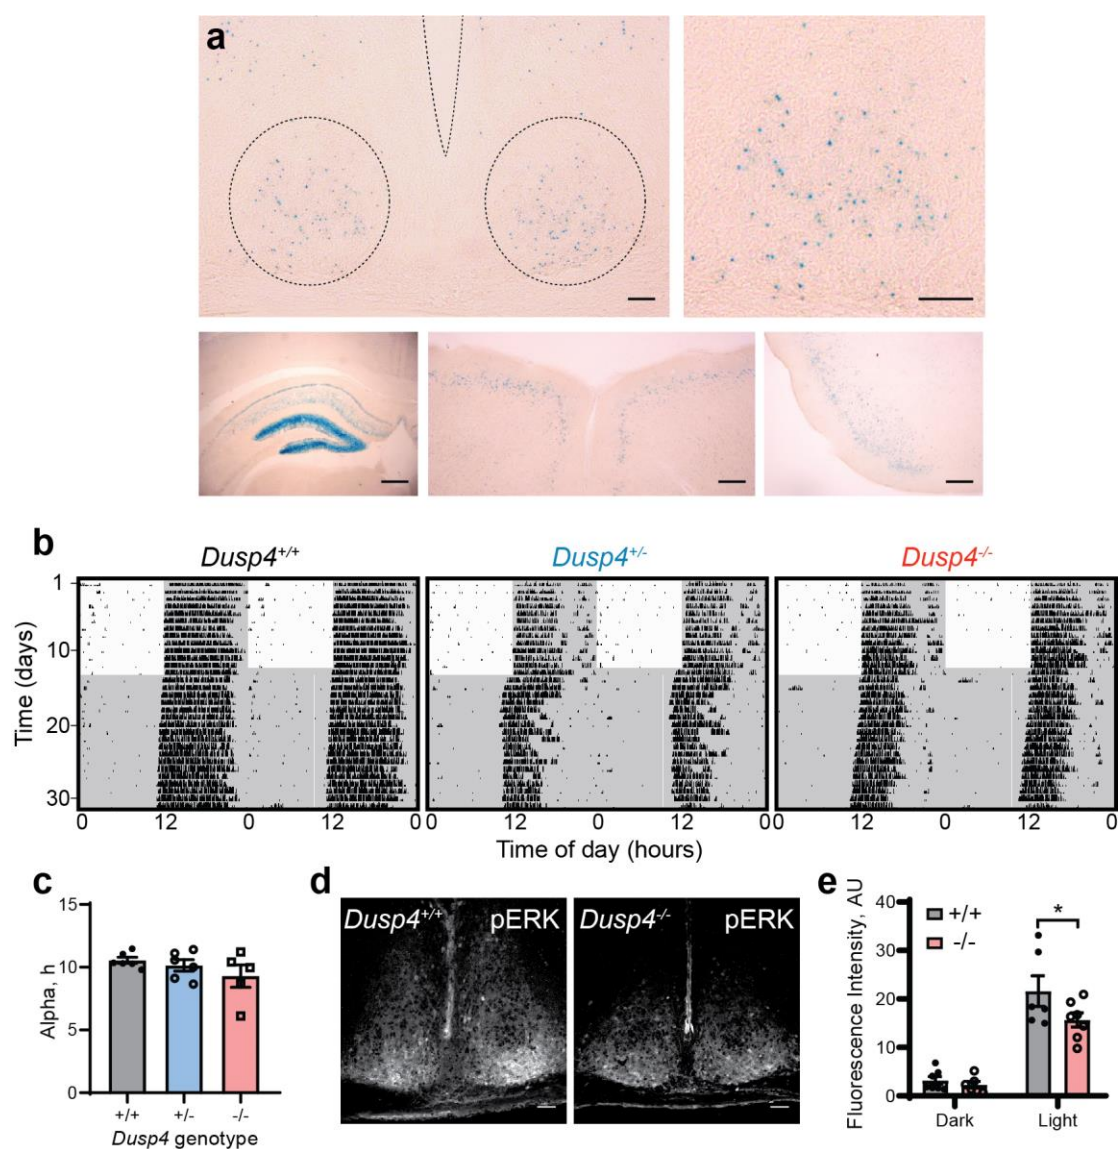 a
b
Dusp4+/+
Dusp4+/-
Dusp4-/-
Time (days)
1
10
20
30
0 12 0 12 0
0 12 0 12 0
0 12 0 12 0
Time of day (hours)
c
Alpha, h
15
10
5
0
+/+ +/- -/-
Dusp4 genotype
d
Dusp4+/+ pERK
Dusp4-/- pERK
e
Fluorescence Intensity, AU
40
30
20
10
0
+/+
-/-
*
Dark Light